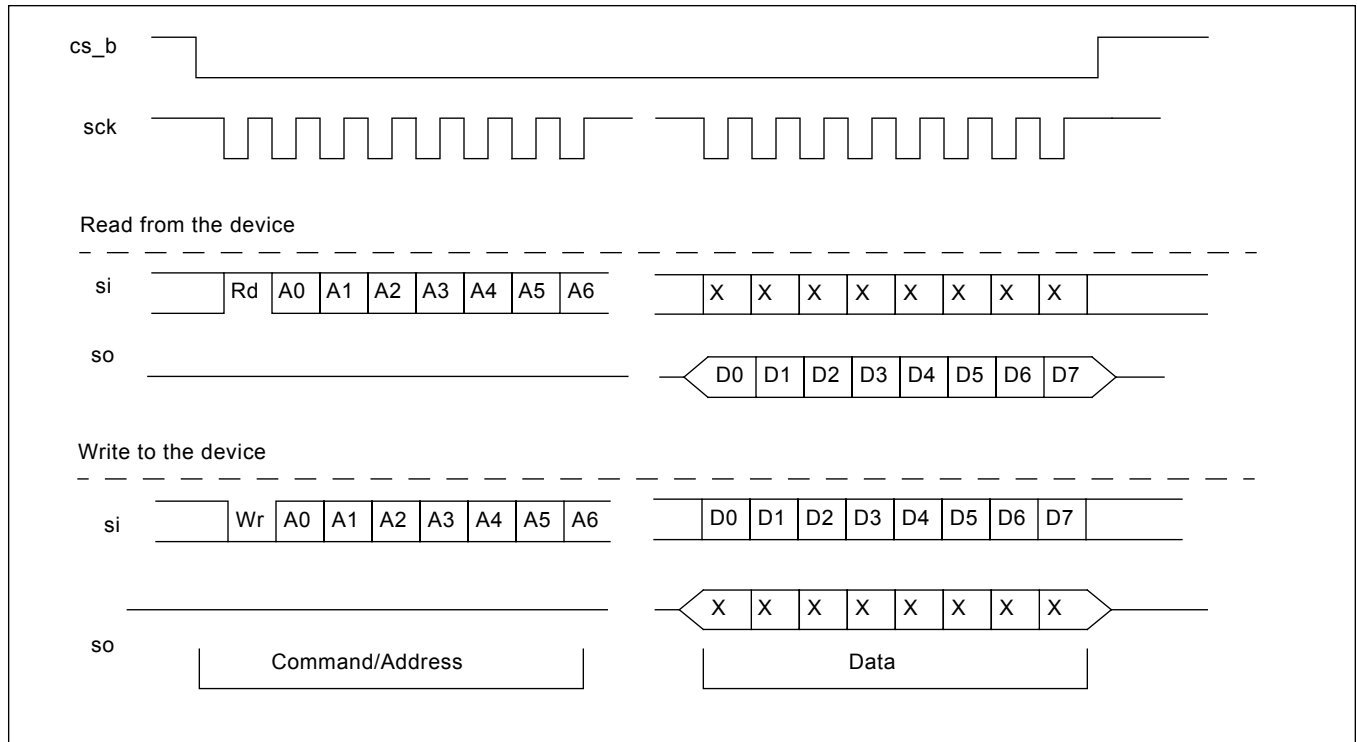 cs_b
sck
Read from the device
si Rd A0 A1 A2 A3 A4 A5 A6 X X X X X X X X
so D0 D1 D2 D3 D4 D5 D6 D7
Write to the device
si Wr A0 A1 A2 A3 A4 A5 A6 D0 D1 D2 D3 D4 D5 D6 D7
so X X X X X X X X
Command/Address Data